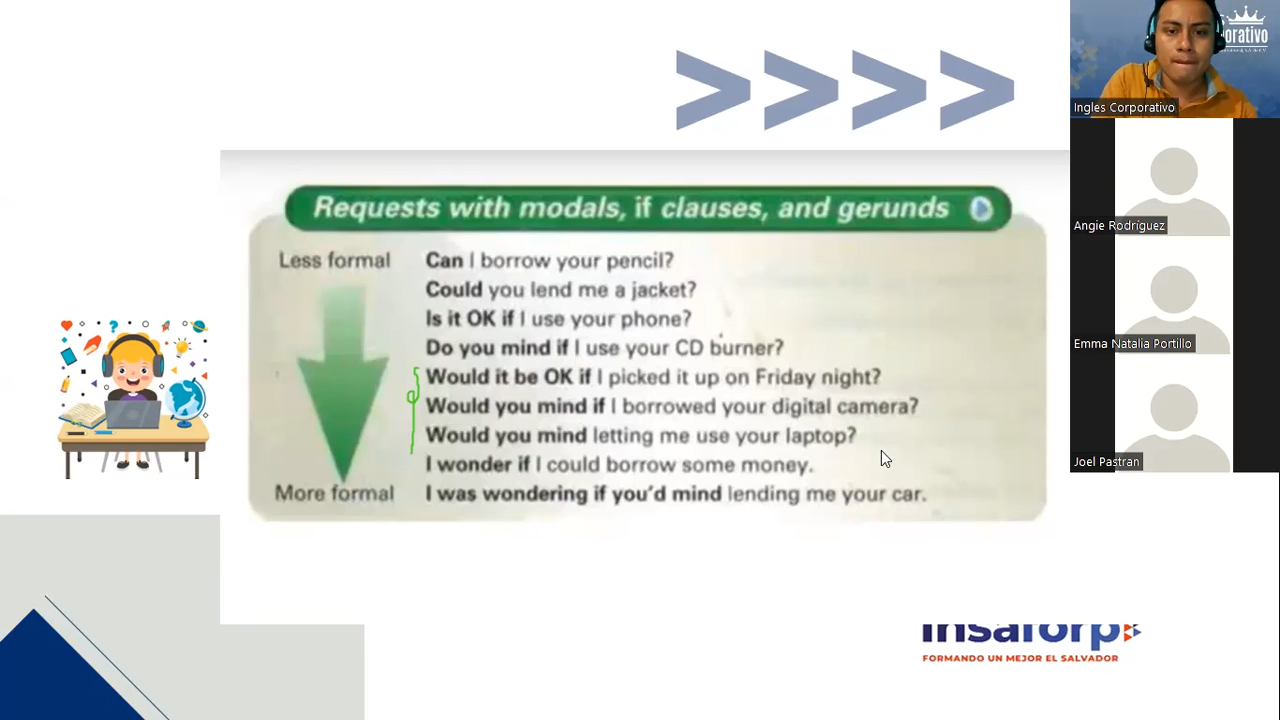 orativo
Ingles Corporativo
Angie Rodríguez
Emma Natalia Portillo
Joel Pastran
Requests with modals, if clauses, and gerunds
Less formal
Can I borrow your pencil?
Could you lend me a jacket?
Is it OK if I use your phone?
Do you mind if I use your CD burner?
Would it be OK if I picked it up on Friday night?
Would you mind if I borrowed your digital camera?
Would you mind letting me use your laptop?
I wonder if I could borrow some money.
More formal
I was wondering if you'd mind lending me your car.
Insaforp
FORMANDO UN MEJOR EL SALVADOR